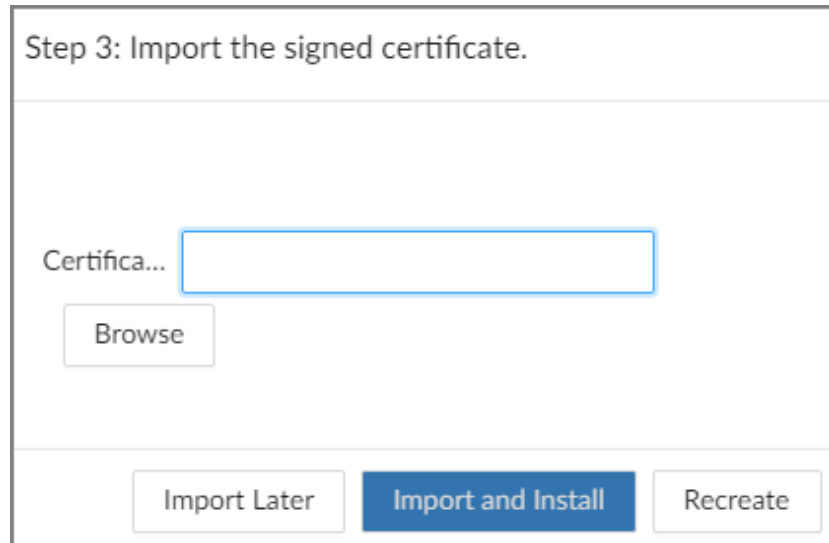 Step 3: Import the signed certificate.
Certifica...
Browse
Import Later Import and Install Recreate